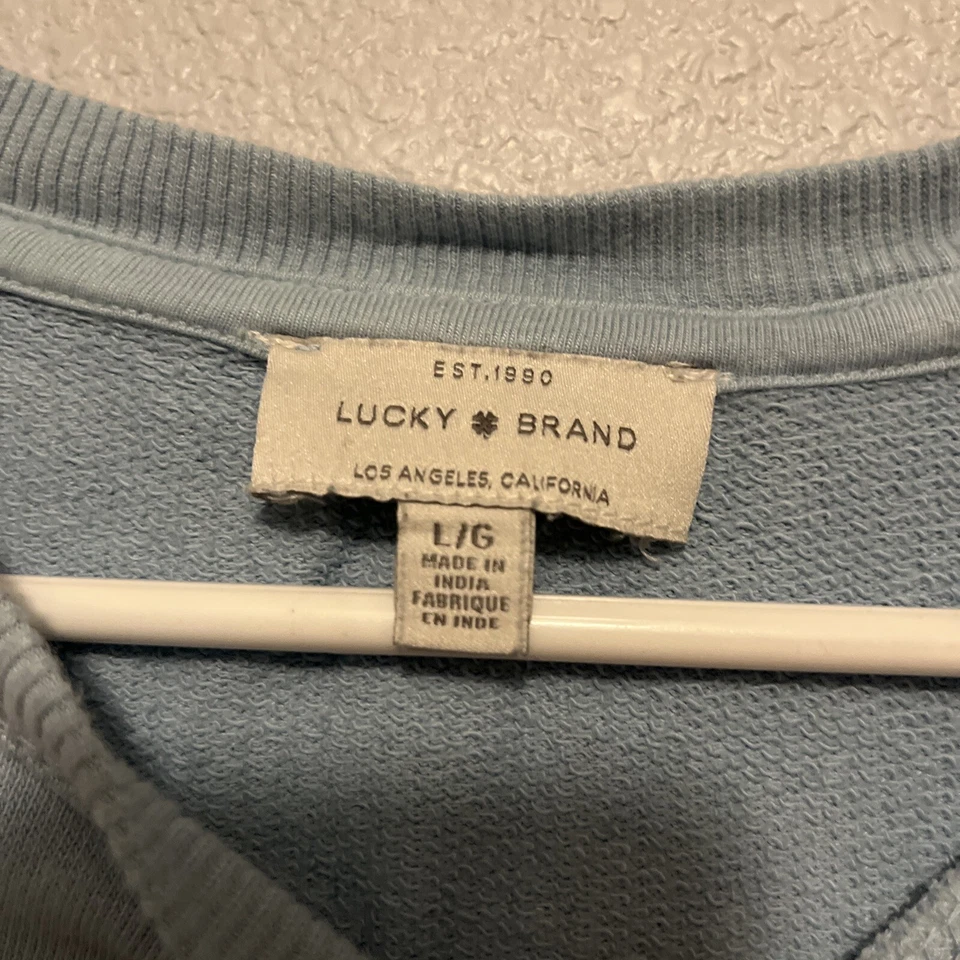 EST.1990
LUCKY BRAND
LOS ANGELES, CALIFORNIA
L/G
MADE IN
INDIA
FABRIQUE
EN INDE